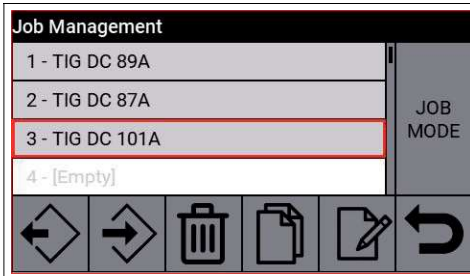 Job Management
1 - TIG DC 89A
2 - TIG DC 87A
3 - TIG DC 101A
4 - [Empty]
JOB
MODE